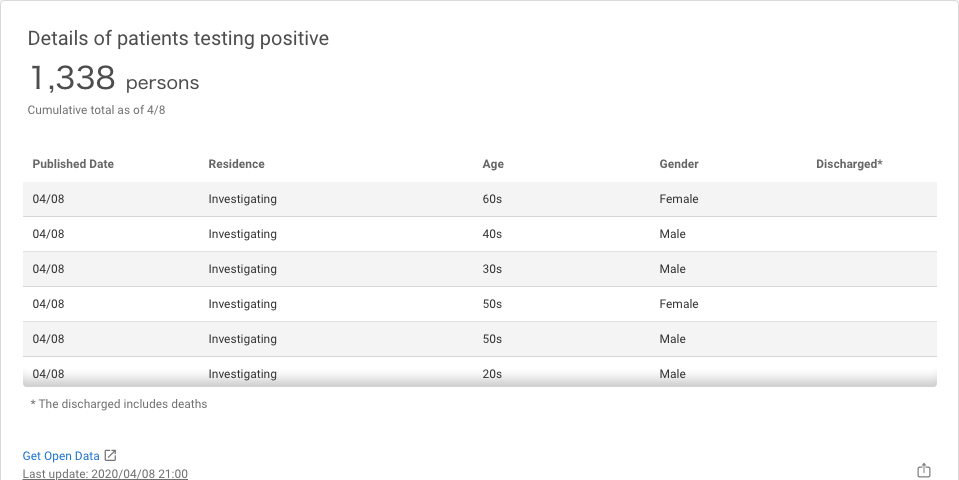 Details of patients testing positive
1,338 persons
Cumulative total as of 4/8
Published Date Residence Age Gender Discharged*
04/08 Investigating 60s Female
04/08 Investigating 40s Male
04/08 Investigating 30s Male
04/08 Investigating 50s Female
04/08 Investigating 50s Male
04/08 Investigating 20s Male
* The discharged includes deaths
Get Open Data
Last update: 2020/04/08 21:00